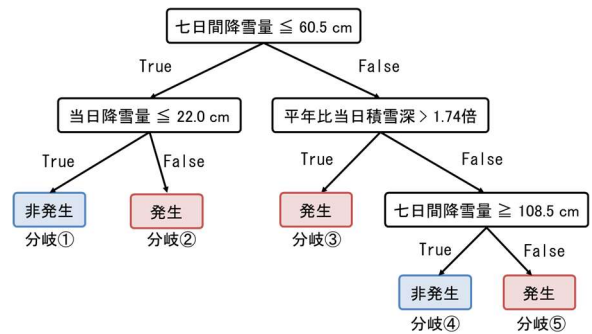 七日間降雪量 ≦ 60.5 cm
True
False
当日降雪量 ≦ 22.0 cm
平年比当日積雪深 > 1.74倍
True
False
True
False
非発生
発生
発生
七日間降雪量 ≧ 108.5 cm
分岐①
分岐②
分岐③
True
False
非発生
発生
分岐④
分岐⑤